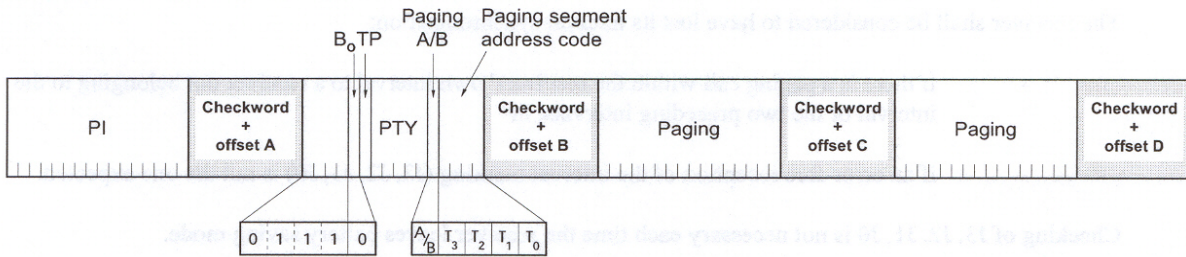 Paging Paging segment
B₀TP A/B address code
PI
Checkword + offset A
PTY
Checkword + offset B
Paging
Checkword + offset C
Paging
Checkword + offset D
0 1 1 1 0
A/B T₃ T₂ T₁ T₀